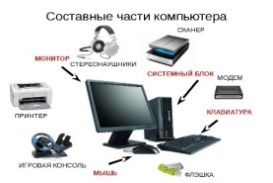 Составные части компьютера
СКАНЕР
МОНИТОР
СТЕРЕОНАУШНИКИ
СИСТЕМНЫЙ БЛОК
МОДЕМ
ПРИНТЕР
КЛАВИАТУРА
ИГРОВАЯ КОНСОЛЬ
МЫШЬ
ФЛЭШКА